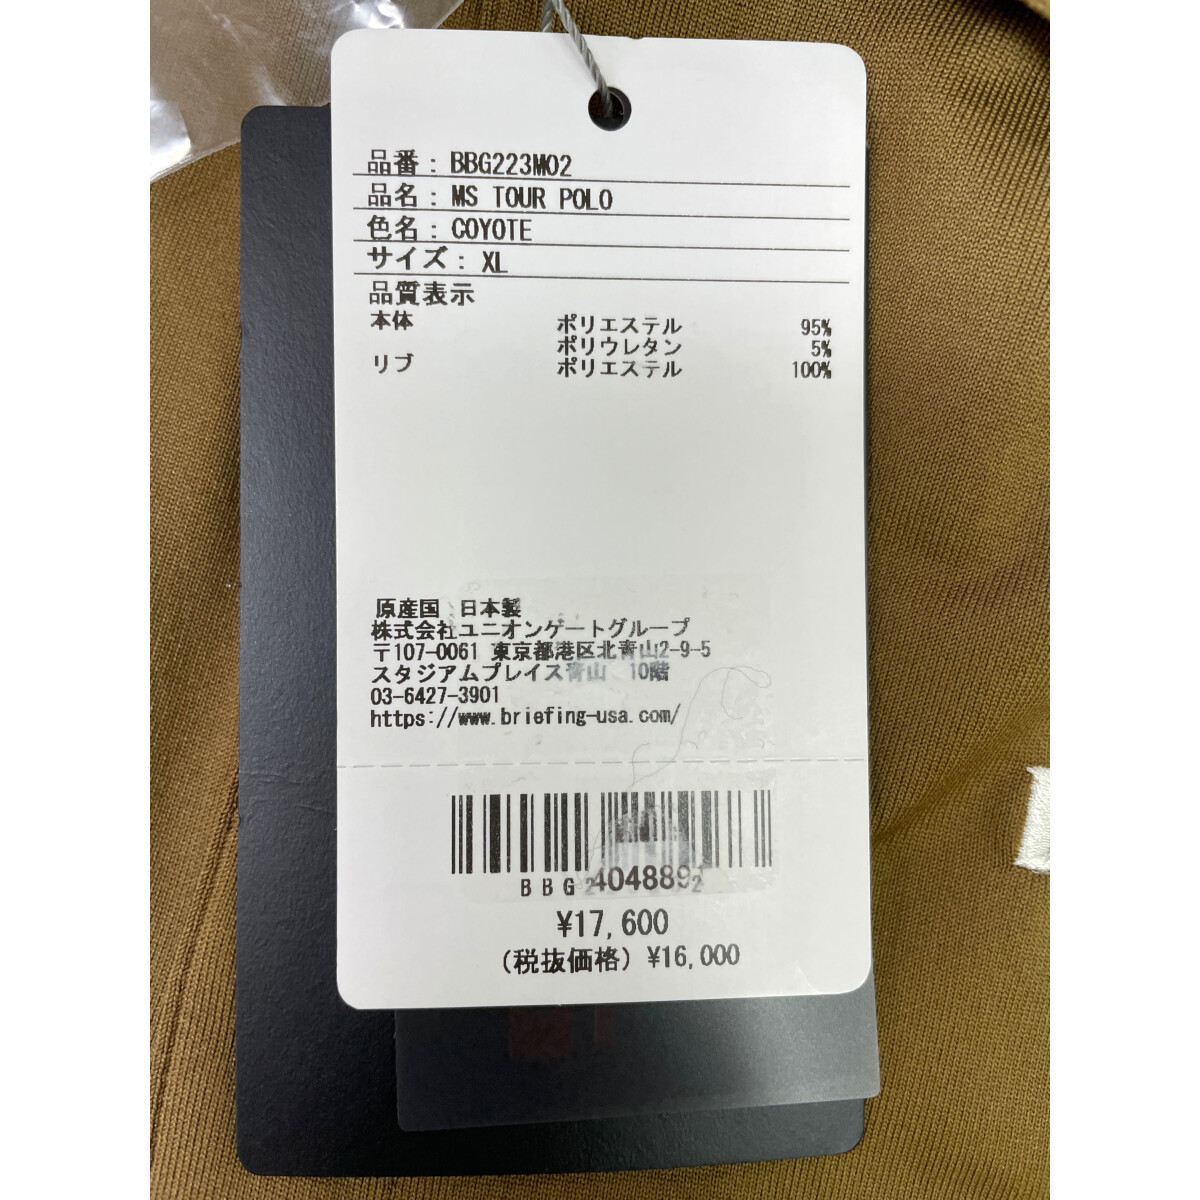 品番: BBG223M02
品名: MS TOUR POLO
色名: COYOTE
サイズ: XL
品質表示
本体 ポリエステル 95%
ポリウレタン 5%
リブ ポリエステル 100%
原産国 : 日本製
株式会社ユニオンゲートグループ
〒107-0061 東京都港区北青山2-9-5
スタジアムプレイス青山 10階
03-6427-3901
https://www.briefing-usa.com/
BBG2
¥17,600
(税抜価格) ¥16,000